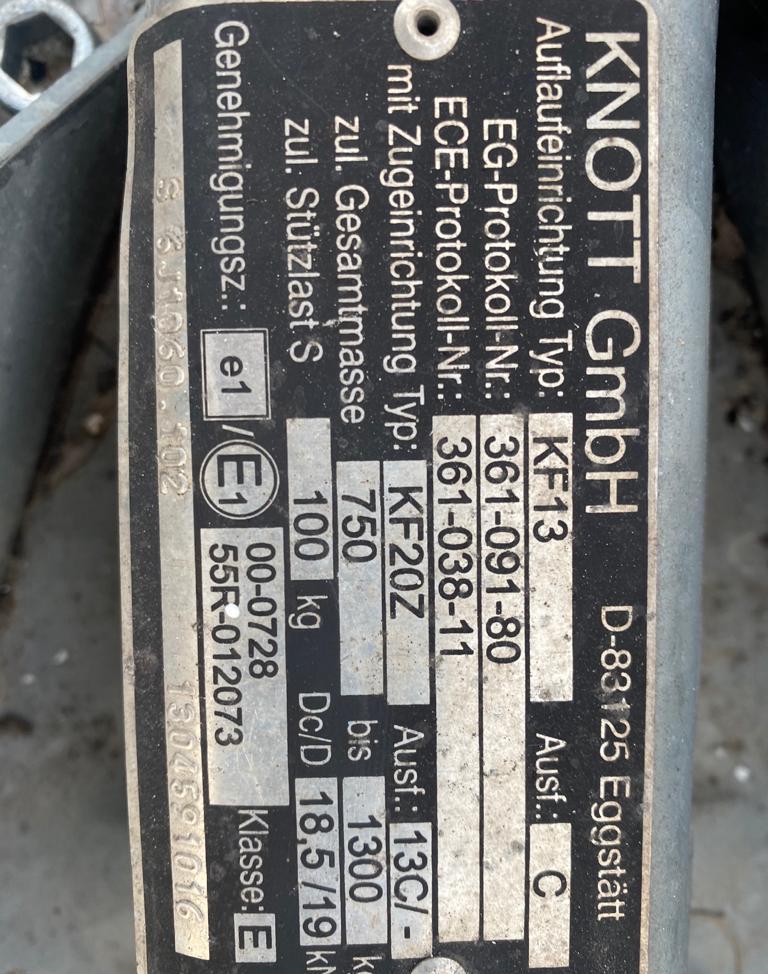 KNOTT GmbH D-83125 Eggstätt
Auflaufeinrichtung Typ: KF13 Ausf.: C
EG-Protokoll-Nr.: 361-091-80
ECE-Protokoll-Nr.: 361-038-11
mit Zugeinrichtung Typ: KF20Z Ausf.: 13C/-
zul. Gesamtmasse 750 bis 1300
zul. Stützlast S 100 kg Dc/D 18,5/19
Genehmigungsz.: e1 / E1 00-0728 Klasse: E
55R-012073
1304591016